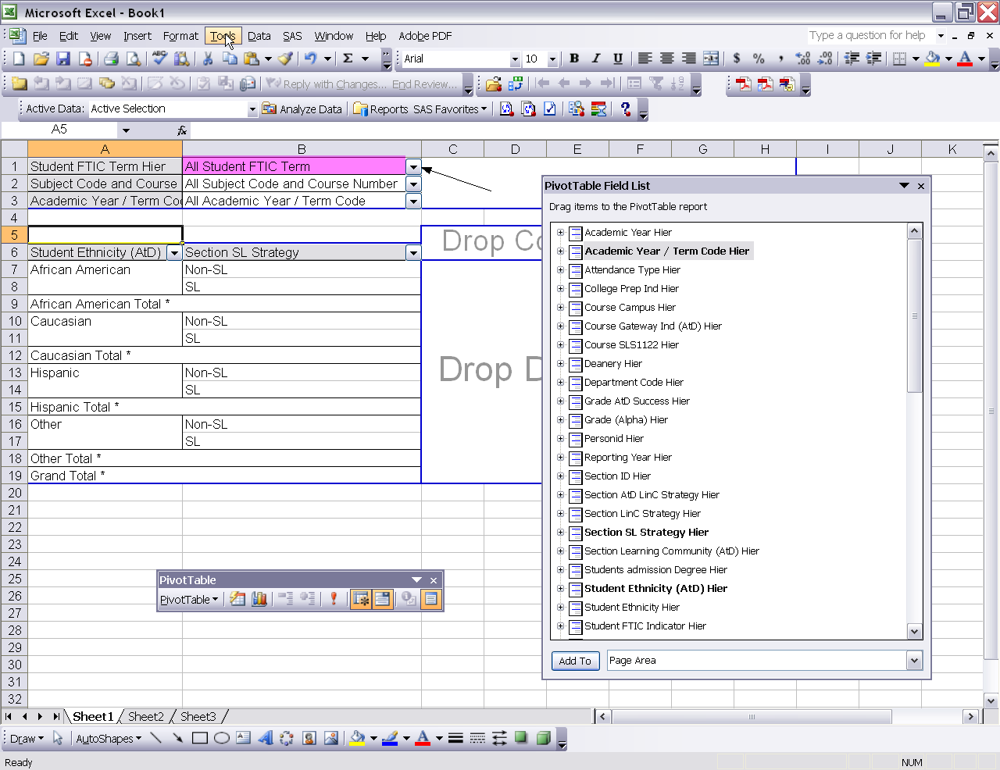 Microsoft Excel - Book1
File Edit View Insert Format Tools Data SAS Window Help Adobe PDF Type a question for help
Arial 10 B I U $ % ,
Reply with Changes... End Review...
Active Data: Active Selection Analyze Data Reports SAS Favorites
A5 fx
A B C D E F G H I J K
1 Student FTIC Term Hier All Student FTIC Term
2 Subject Code and Course All Subject Code and Course Number
3 Academic Year / Term Co All Academic Year / Term Code
4
5 Drop Co
6 Student Ethnicity (AtD) Section SL Strategy
7 African American Non-SL
8 SL
9 African American Total *
10 Caucasian Non-SL
11 SL
12 Caucasian Total *
13 Hispanic Non-SL
14 SL
Drop D
15 Hispanic Total *
16 Other Non-SL
17 SL
18 Other Total *
19 Grand Total *
20
21
22
23
24
25
26
27
28
29
30
31
32
PivotTable Field List
Drag items to the PivotTable report
Academic Year Hier
Academic Year / Term Code Hier
Attendance Type Hier
College Prep Ind Hier
Course Campus Hier
Course Gateway Ind (AtD) Hier
Course SLS1122 Hier
Deanery Hier
Department Code Hier
Grade AtD Success Hier
Grade (Alpha) Hier
Personid Hier
Reporting Year Hier
Section ID Hier
Section AtD LinC Strategy Hier
Section LinC Strategy Hier
Section SL Strategy Hier
Section Learning Community (AtD) Hier
Students admission Degree Hier
Student Ethnicity (AtD) Hier
Student Ethnicity Hier
Student FTIC Indicator Hier
Add To Page Area
PivotTable
PivotTable
Sheet1 Sheet2 Sheet3
Draw AutoShapes
Ready NUM